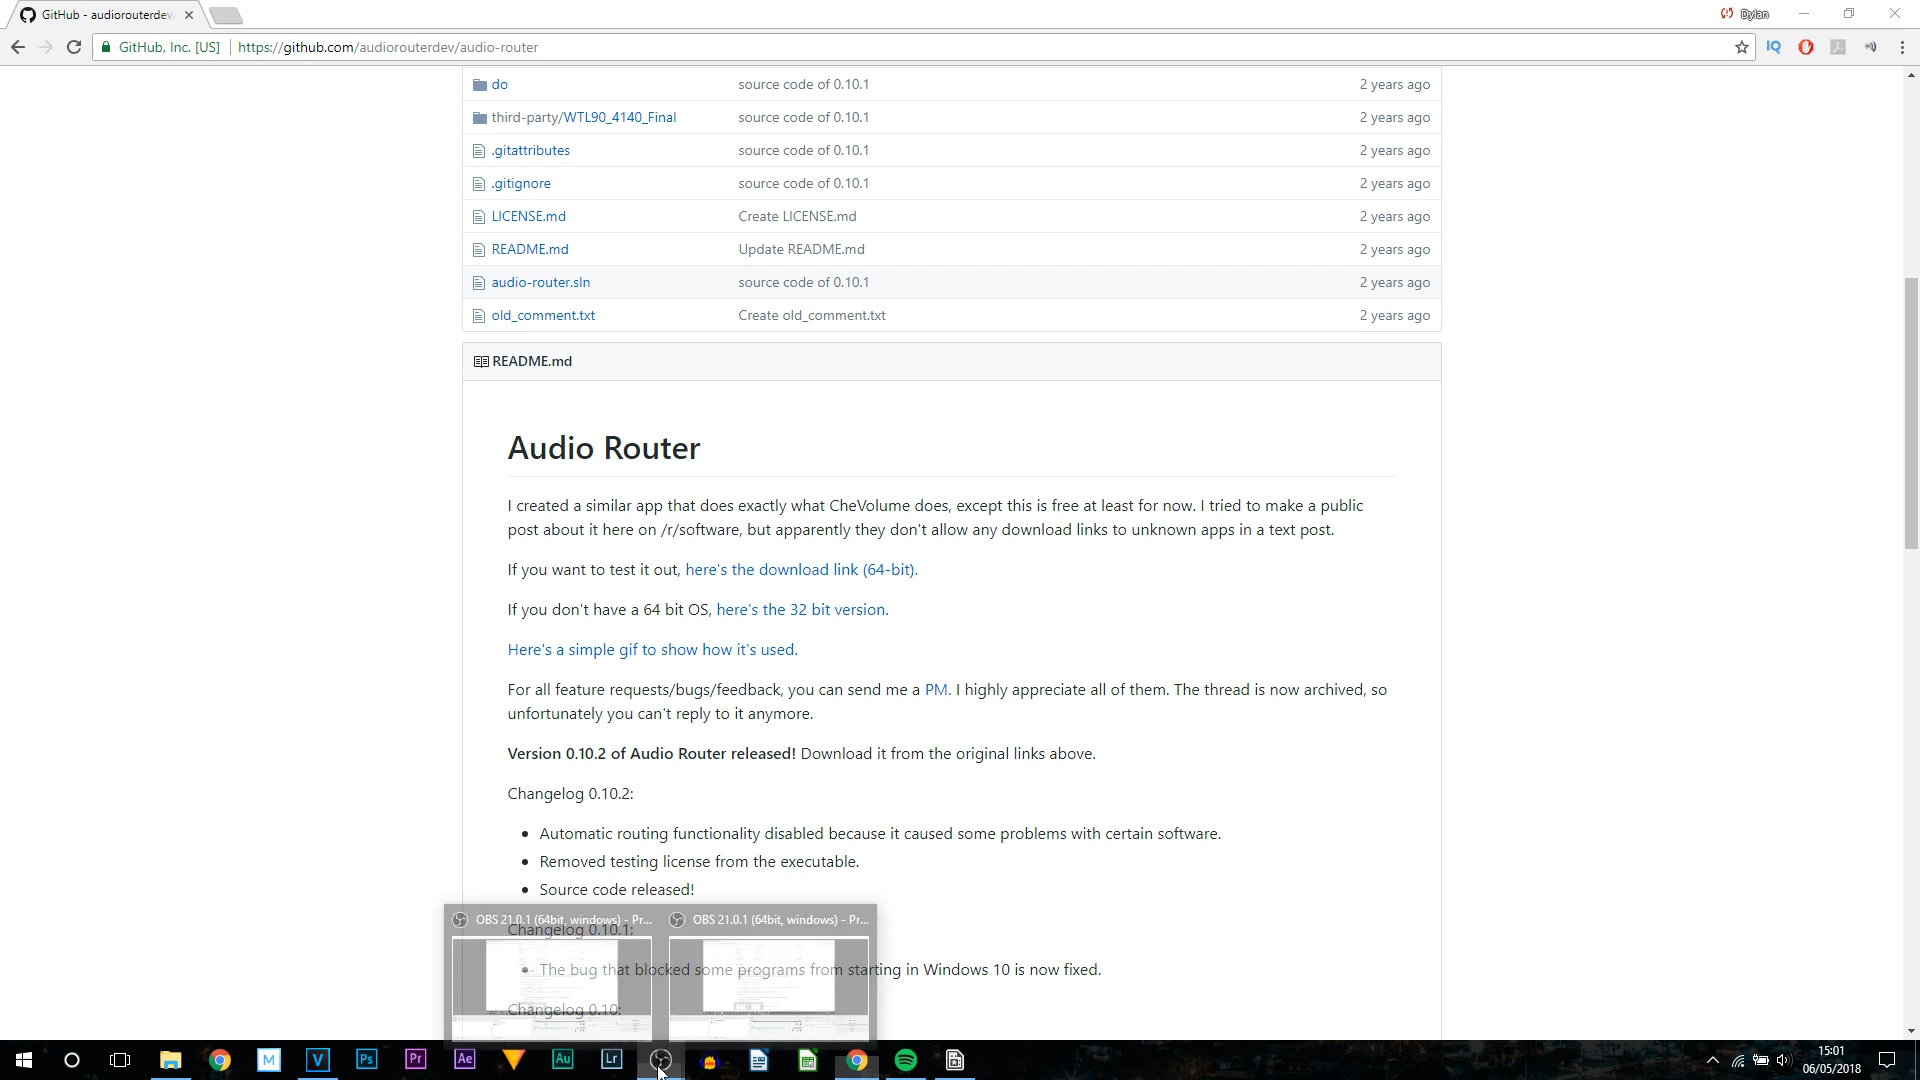 GitHub - audiorouterdev
Dylan
GitHub, Inc. [US]
https://github.com/audiorouterdev/audio-router
IQ
do source code of 0.10.1 2 years ago
third-party/WTL90_4140_Final source code of 0.10.1 2 years ago
.gitattributes source code of 0.10.1 2 years ago
.gitignore source code of 0.10.1 2 years ago
LICENSE.md Create LICENSE.md 2 years ago
README.md Update README.md 2 years ago
audio-router.sln source code of 0.10.1 2 years ago
old_comment.txt Create old_comment.txt 2 years ago
README.md
Audio Router
I created a similar app that does exactly what CheVolume does, except this is free at least for now. I tried to make a public
post about it here on /r/software, but apparently they don't allow any download links to unknown apps in a text post.
If you want to test it out, here's the download link (64-bit).
If you don't have a 64 bit OS, here's the 32 bit version.
Here's a simple gif to show how it's used.
For all feature requests/bugs/feedback, you can send me a PM. I highly appreciate all of them. The thread is now archived, so
unfortunately you can't reply to it anymore.
Version 0.10.2 of Audio Router released! Download it from the original links above.
Changelog 0.10.2:
Automatic routing functionality disabled because it caused some problems with certain software.
Removed testing license from the executable.
Source code released!
OBS 21.0.1 (64bit, windows) - Pr... OBS 21.0.1 (64bit, windows) - Pr...
Changelog 0.10.1:
The bug that blocked some programs from starting in Windows 10 is now fixed.
Changelog 0.10:
M V Ps Pr Ae Au Lr
15:01
06/05/2018